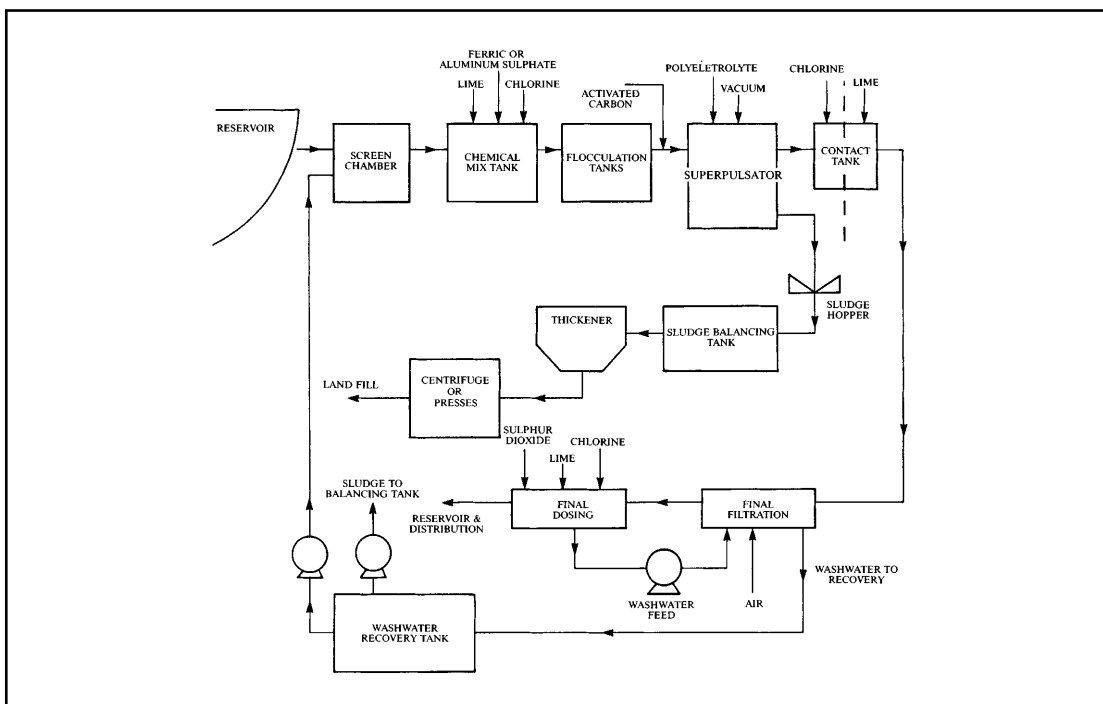 FERRIC OR
ALUMINUM SULPHATE
LIME
CHLORINE
ACTIVATED
CARBON
POLYELETROLYTE
VACUUM
CHLORINE
LIME
RESERVOIR
SCREEN
CHAMBER
CHEMICAL
MIX TANK
FLOCCULATION
TANKS
SUPERPULSATOR
CONTACT
TANK
SLUDGE
HOPPER
THICKENER
SLUDGE BALANCING
TANK
CENTRIFUGE
OR
PRESSES
LAND FILL
SULPHUR
DIOXIDE
LIME
CHLORINE
SLUDGE TO
BALANCING TANK
RESERVOIR &
DISTRIBUTION
FINAL
DOSING
FINAL
FILTRATION
WASHWATER TO
RECOVERY
WASHWATER
FEED
AIR
WASHWATER
RECOVERY TANK